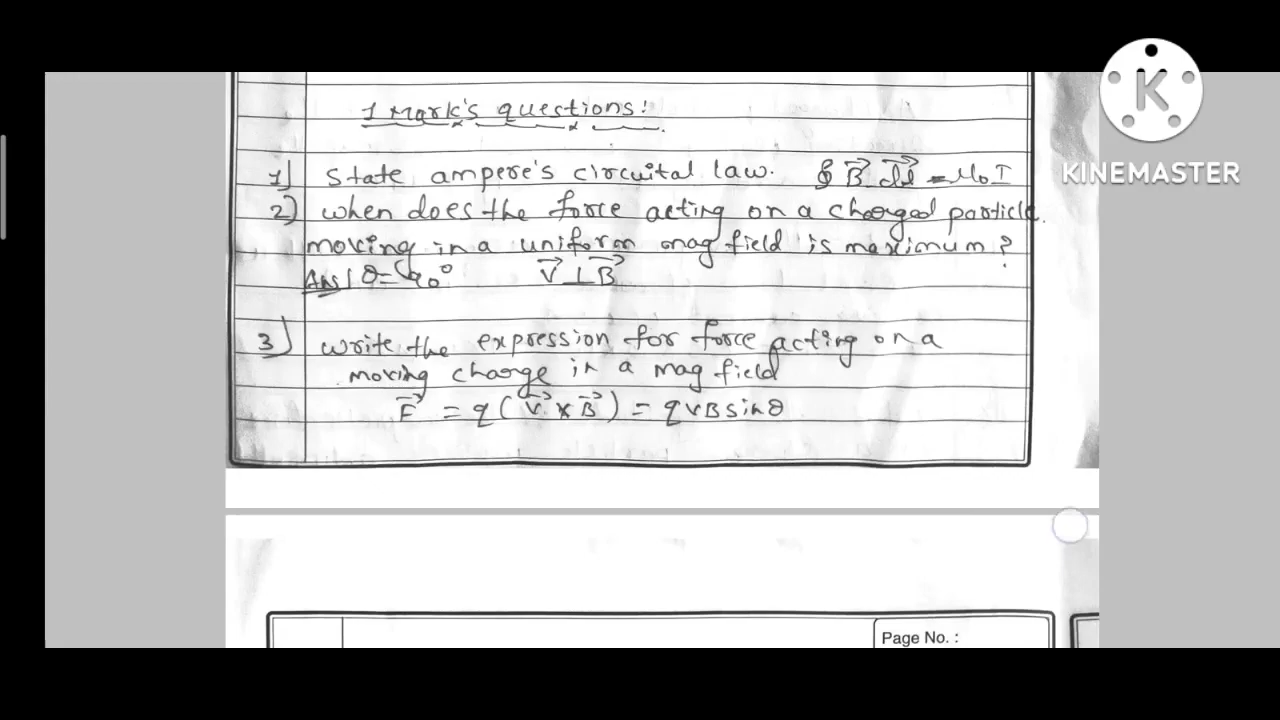 1 Mark's questions:
1) State ampere's circuital law. ∮ B⃗ dl⃗ = μ₀I
2) when does the force acting on a charged particle.
moving in a uniform mag field is maximum?
Ans| θ = 90° V⃗ ⊥ B⃗
3) write the expression for force acting on a
moving charge in a mag field
F⃗ = q(V⃗ × B⃗) = qvBsinθ
Page No. :
K
KINEMASTER